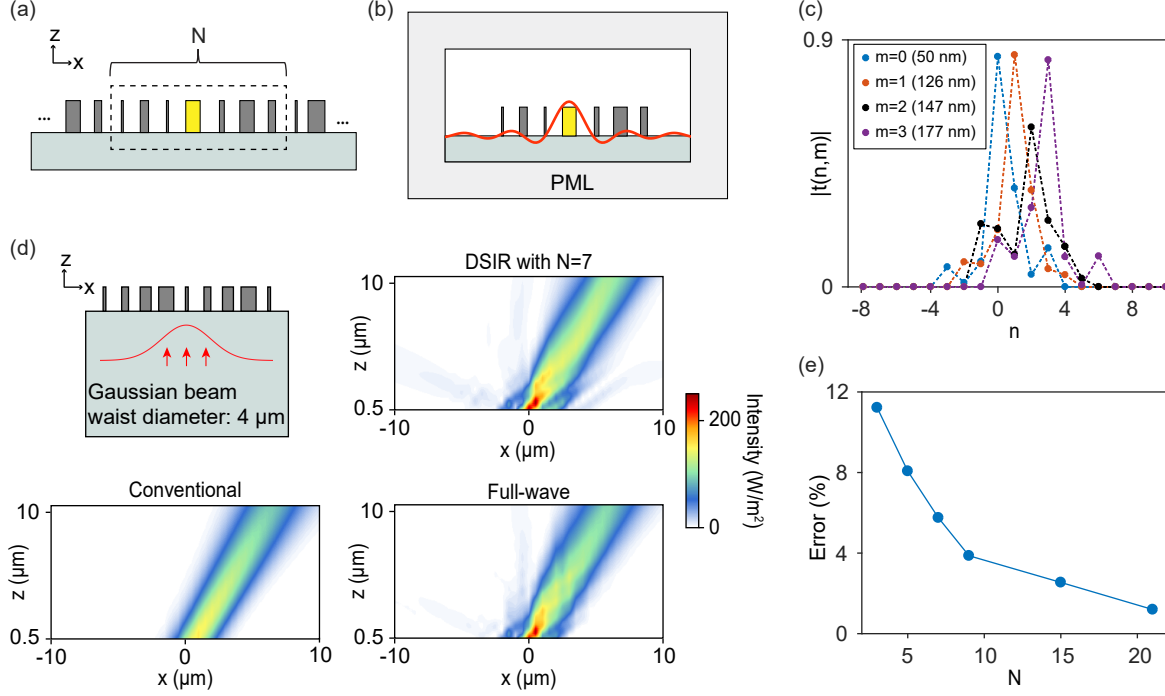 (a)
z
x
N
...
...
(b)
PML
(c)
0.9
0
|t(n,m)|
m=0 (50 nm)
m=1 (126 nm)
m=2 (147 nm)
m=3 (177 nm)
-8
-4
0
4
8
n
(d)
z
x
Gaussian beam
waist diameter: 4 μm
DSIR with N=7
10
0.5
z (μm)
-10
0
10
x (μm)
200
0
Intensity (W/m²)
Conventional
10
0.5
z (μm)
-10
0
10
x (μm)
Full-wave
10
0.5
z (μm)
-10
0
10
x (μm)
(e)
12
8
4
0
Error (%)
5
10
15
20
N